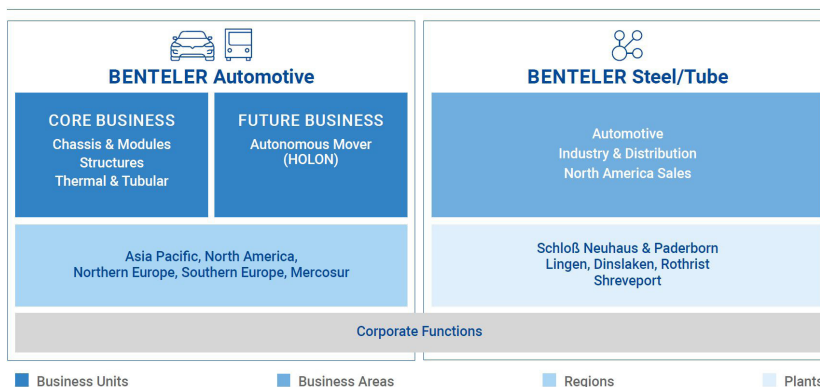 BENTELER Automotive
CORE BUSINESS
Chassis & Modules
Structures
Thermal & Tubular
FUTURE BUSINESS
Autonomous Mover
(HOLON)
Asia Pacific, North America,
Northern Europe, Southern Europe, Mercosur
BENTELER Steel/Tube
Automotive
Industry & Distribution
North America Sales
Schloß Neuhaus & Paderborn
Lingen, Dinslaken, Rothrist
Shreveport
Corporate Functions
Business Units
Business Areas
Regions
Plants